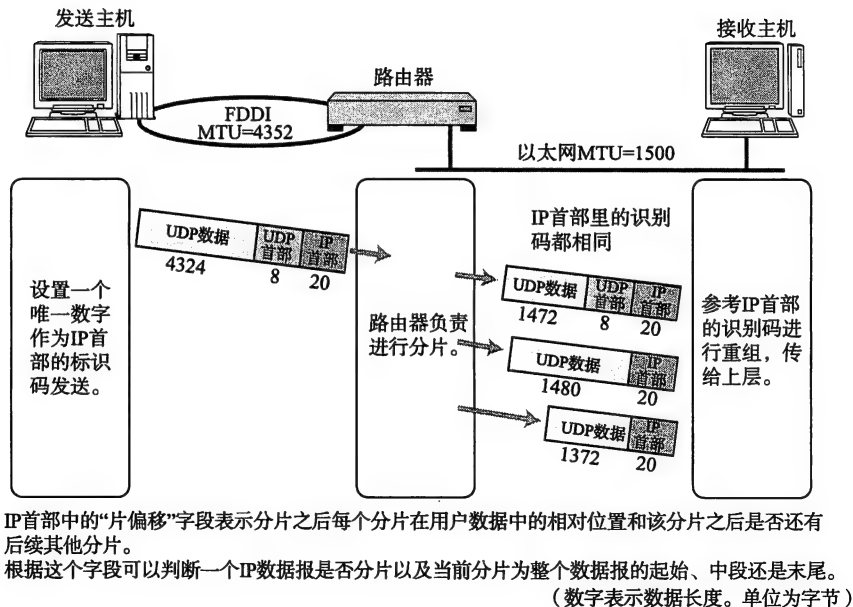 发送主机
接收主机
路由器
FDDI
MTU=4352
以太网MTU=1500
设置一个
唯一数字
作为IP首
部的标识
码发送。
UDP数据
UDP
首部
IP
首部
4324
8
20
路由器负责
进行分片。
IP首部里的识别
码都相同
UDP数据
UDP
首部
IP
首部
1472
8
20
UDP数据
IP
首部
1480
20
UDP数据
IP
首部
1372
20
参考IP首部
的识别码进
行重组，传
给上层。
IP首部中的“片偏移”字段表示分片之后每个分片在用户数据中的相对位置和该分片之后是否还有
后续其他分片。
根据这个字段可以判断一个IP数据报是否分片以及当前分片为整个数据报的起始、中段还是末尾。
（数字表示数据长度。单位为字节）